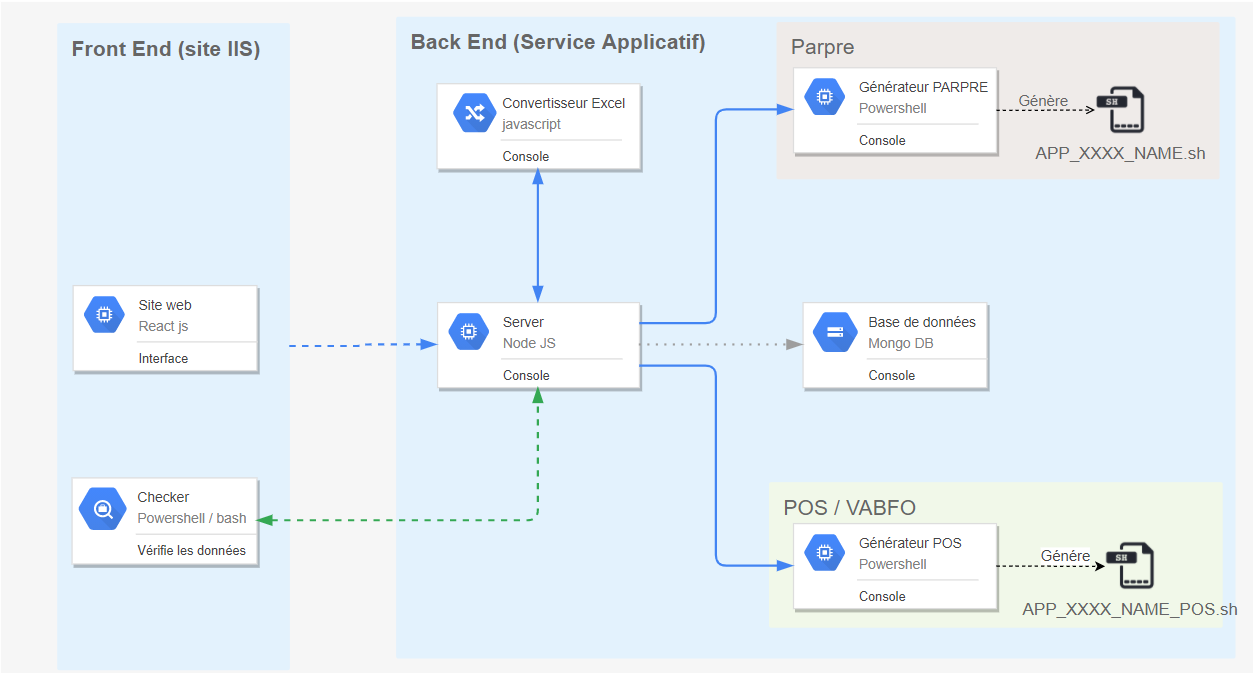 Front End (site IIS)
Site web
React js
Interface
Checker
Powershell / bash
Vérifie les données
Back End (Service Applicatif)
Convertisseur Excel
javascript
Console
Server
Node JS
Console
Parpre
Générateur PARPRE
Powershell
Console
Génère
SH
APP_XXXX_NAME.sh
Base de données
Mongo DB
Console
POS / VABFO
Générateur POS
Powershell
Console
Génére
SH
APP_XXXX_NAME_POS.sh